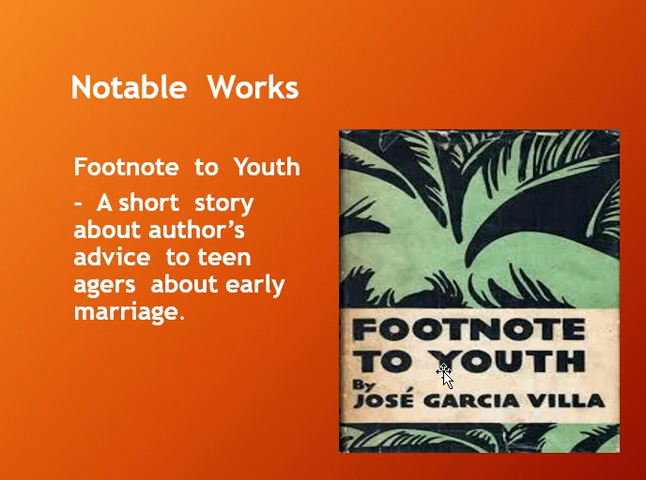 Notable Works
Footnote to Youth
- A short story
about author's
advice to teen
agers about early
marriage.
FOOTNOTE
TO YOUTH
By
JOSÉ GARCIA VILLA